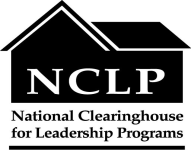 NCLP
National Clearinghouse
for Leadership Programs